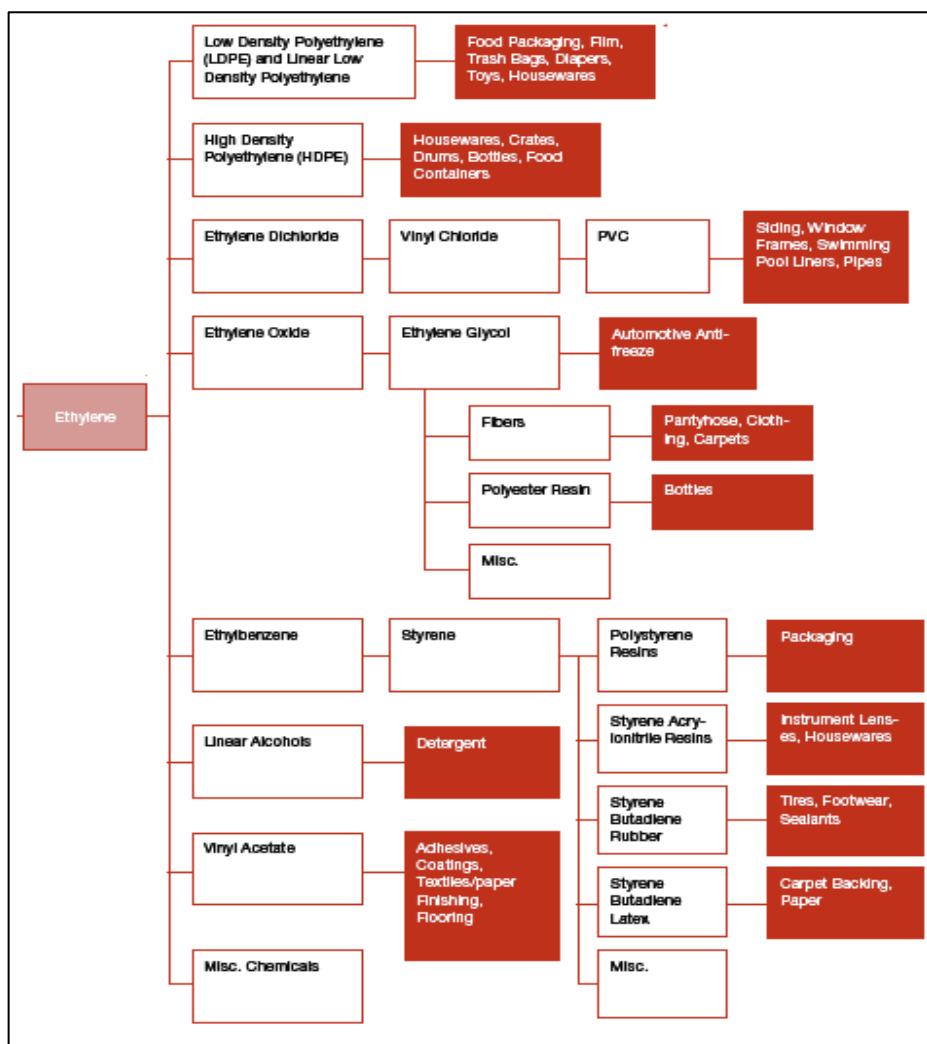 Low Density Polyethylene
(LDPE) and Linear Low
Density Polyethylene
Food Packaging, Film,
Trash Bags, Diapers,
Toys, Housewares
High Density
Polyethylene (HDPE)
Housewares, Crates,
Drums, Bottles, Food
Containers
Ethylene Dichloride
Vinyl Chloride
PVC
Siding, Window
Frames, Swimming
Pool Liners, Pipes
Ethylene Oxide
Ethylene Glycol
Automotive Anti-
freeze
Ethylene
Fibers
Pantyhose, Cloth-
ing, Carpets
Polyester Resin
Bottles
Misc.
Ethylbenzene
Styrene
Polystyrene
Resins
Packaging
Styrene Acry-
lonitrile Resins
Instrument Lens-
es, Housewares
Linear Alcohols
Detergent
Styrene
Butadiene
Rubber
Tires, Footwear,
Sealants
Vinyl Acetate
Adhesives,
Coatings,
Textiles/paper
Finishing,
Flooring
Styrene
Butadiene
Latex
Carpet Backing,
Paper
Misc. Chemicals
Misc.